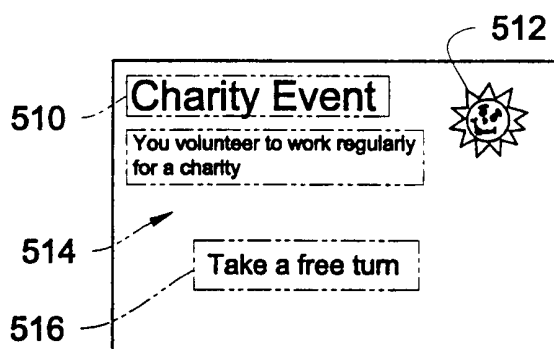 512
Charity Event
510
You volunteer to work regularly
for a charity
514
Take a free turn
516